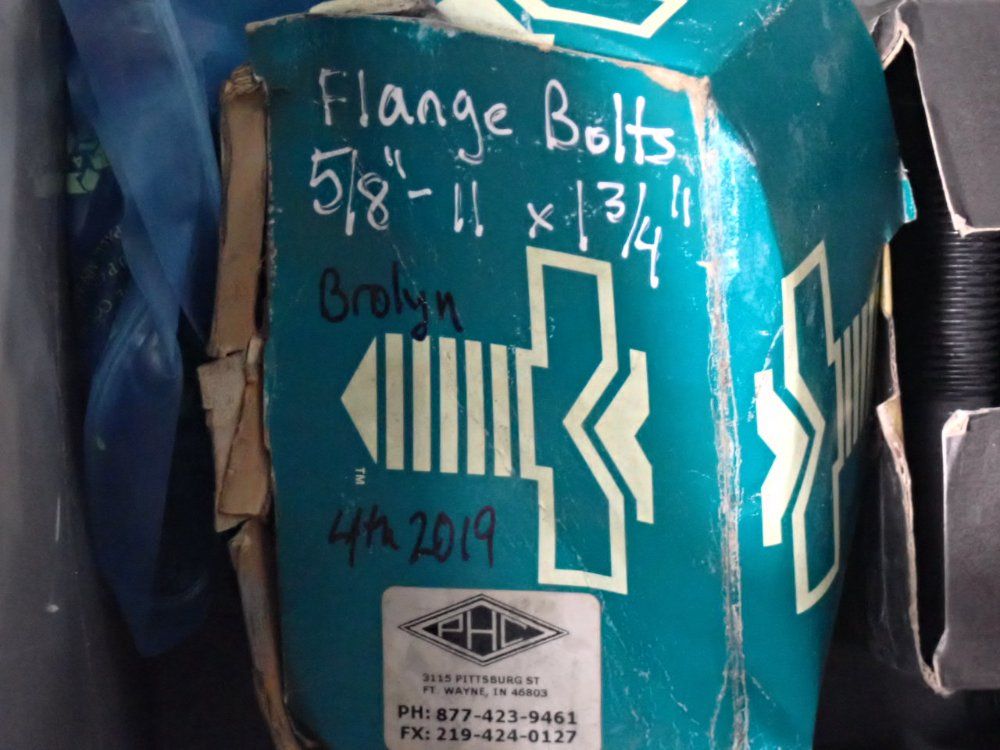 Flange Bolts
5/8"-11 x 1 3/4"
Brolyn
TM
4th 2019
PHC
3115 PITTSBURG ST
FT. WAYNE, IN 46803
PH: 877-423-9461
FX: 219-424-0127